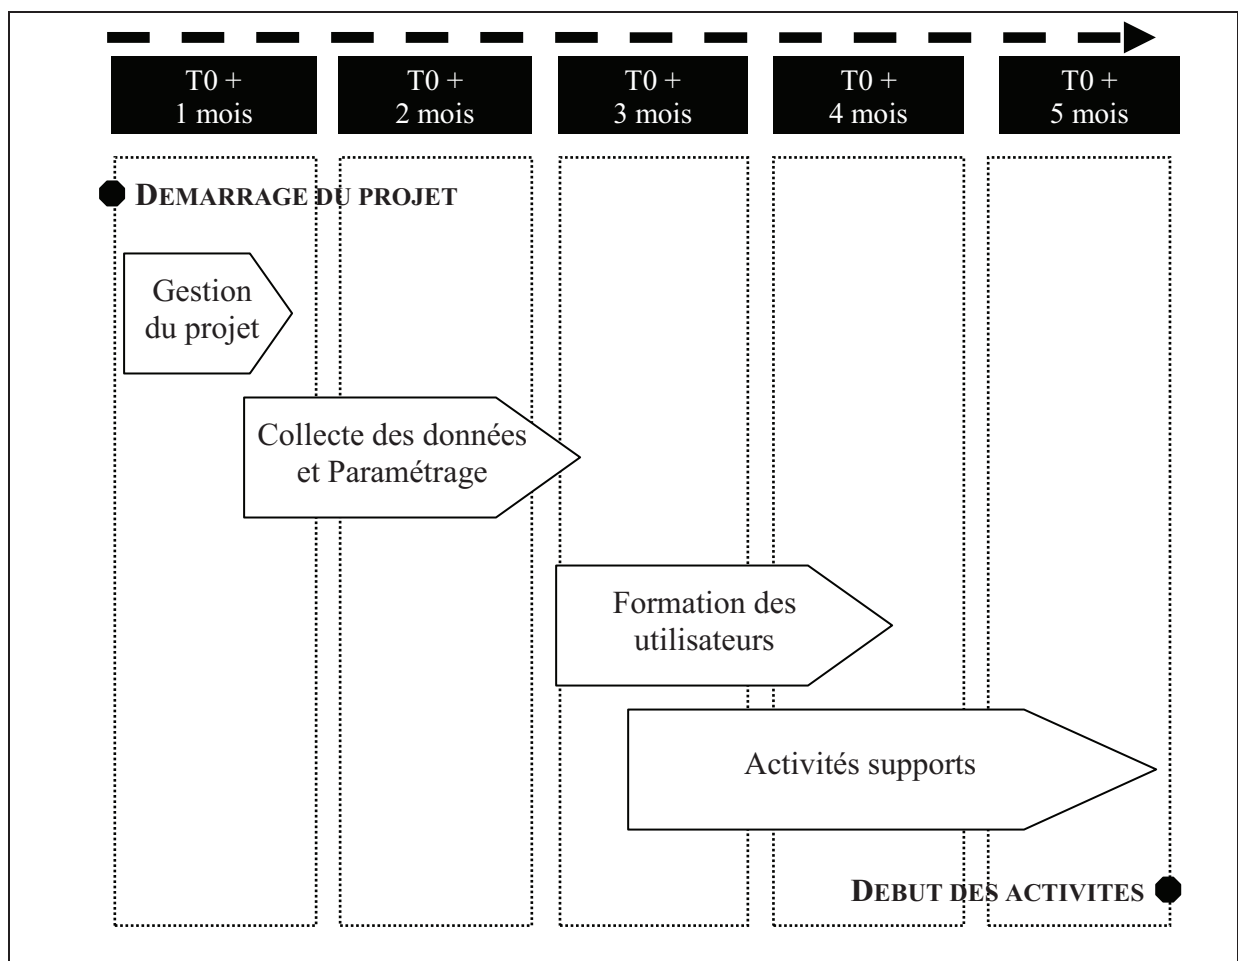 T0 +
1 mois
T0 +
2 mois
T0 +
3 mois
T0 +
4 mois
T0 +
5 mois
DEMARRAGE DU PROJET
Gestion
du projet
Collecte des données
et Paramétrage
Formation des
utilisateurs
Activités supports
DEBUT DES ACTIVITES